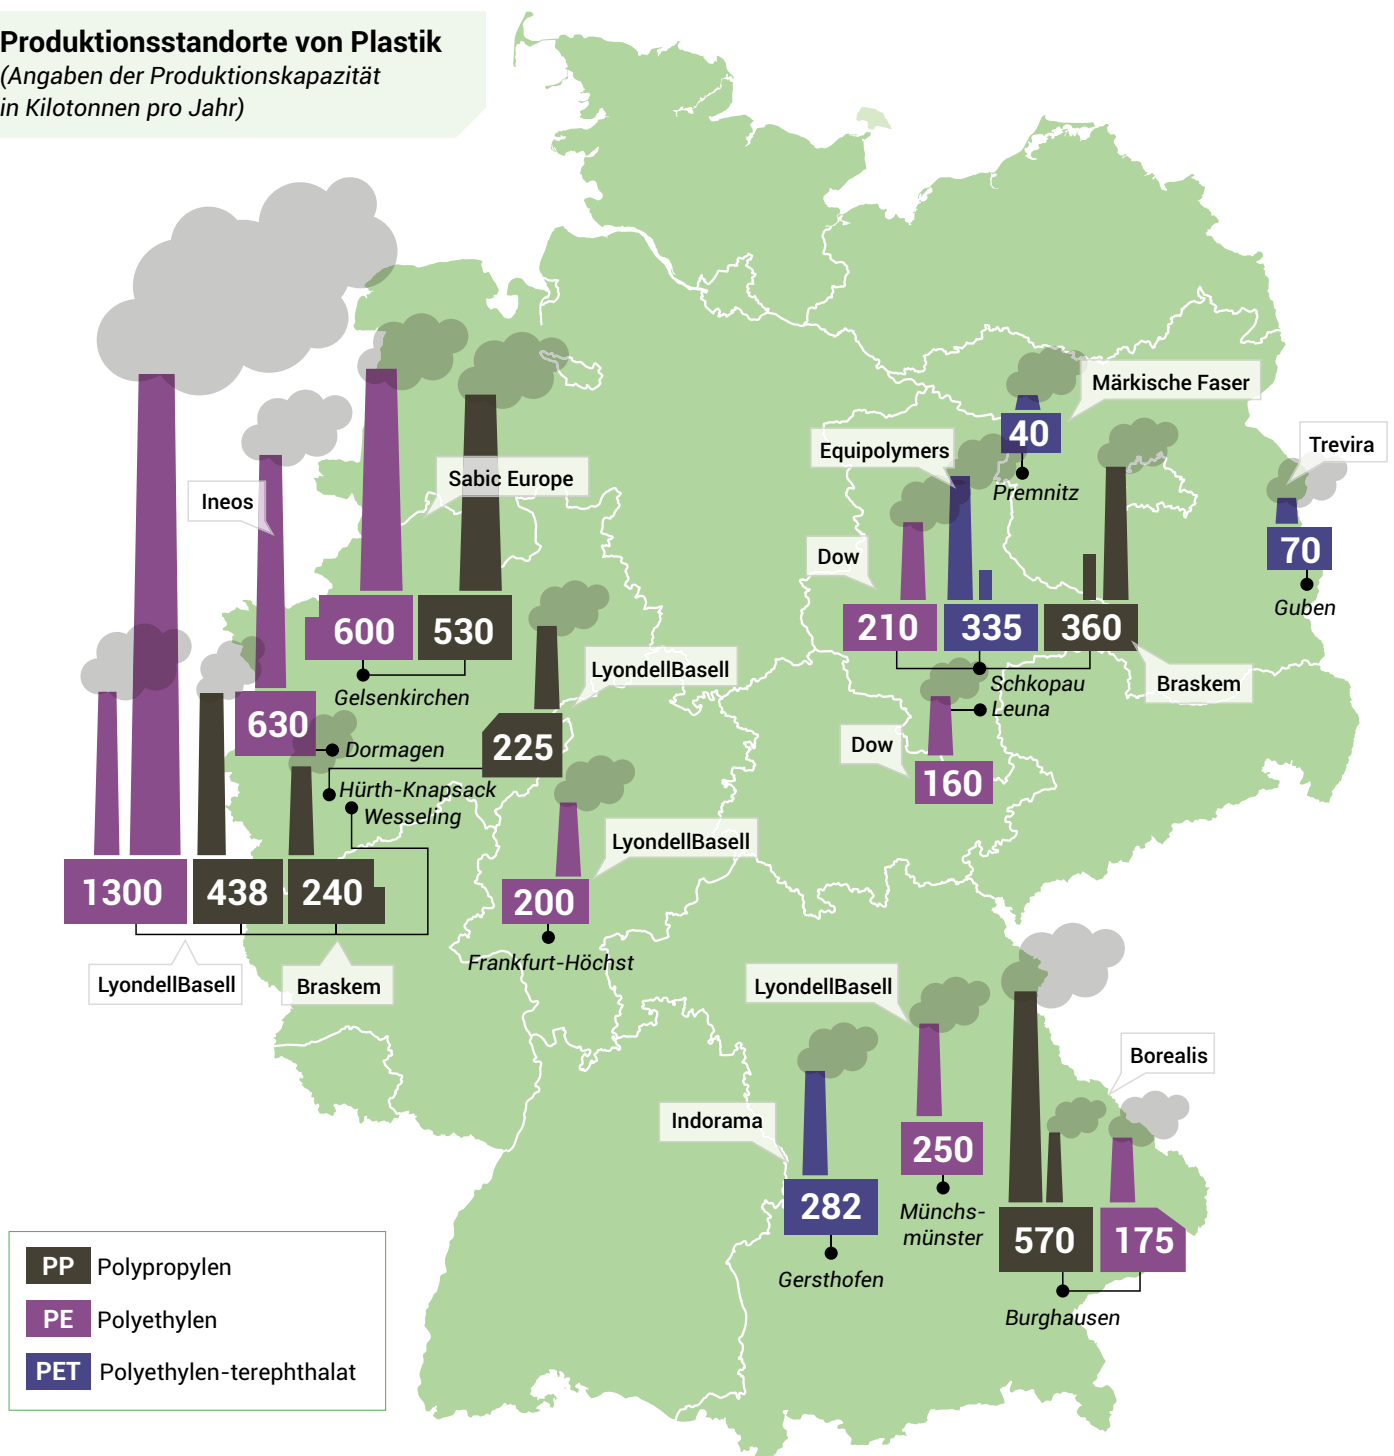 Produktionsstandorte von Plastik
(Angaben der Produktionskapazität
in Kilotonnen pro Jahr)
Märkische Faser
40
Premnitz
Equipolymers
Trevira
70
Guben
Ineos
Sabic Europe
Dow
600
530
Gelsenkirchen
210
335
360
Schkopau
Braskem
Leuna
Dow
160
LyondellBasell
630
Dormagen
225
Hürth-Knapsack
Wesseling
LyondellBasell
1300
438
240
200
Frankfurt-Höchst
LyondellBasell
Braskem
LyondellBasell
Borealis
Indorama
250
Münchs-
münster
282
Gersthofen
570
175
Burghausen
PP Polypropylen
PE Polyethylen
PET Polyethylen-terephthalat